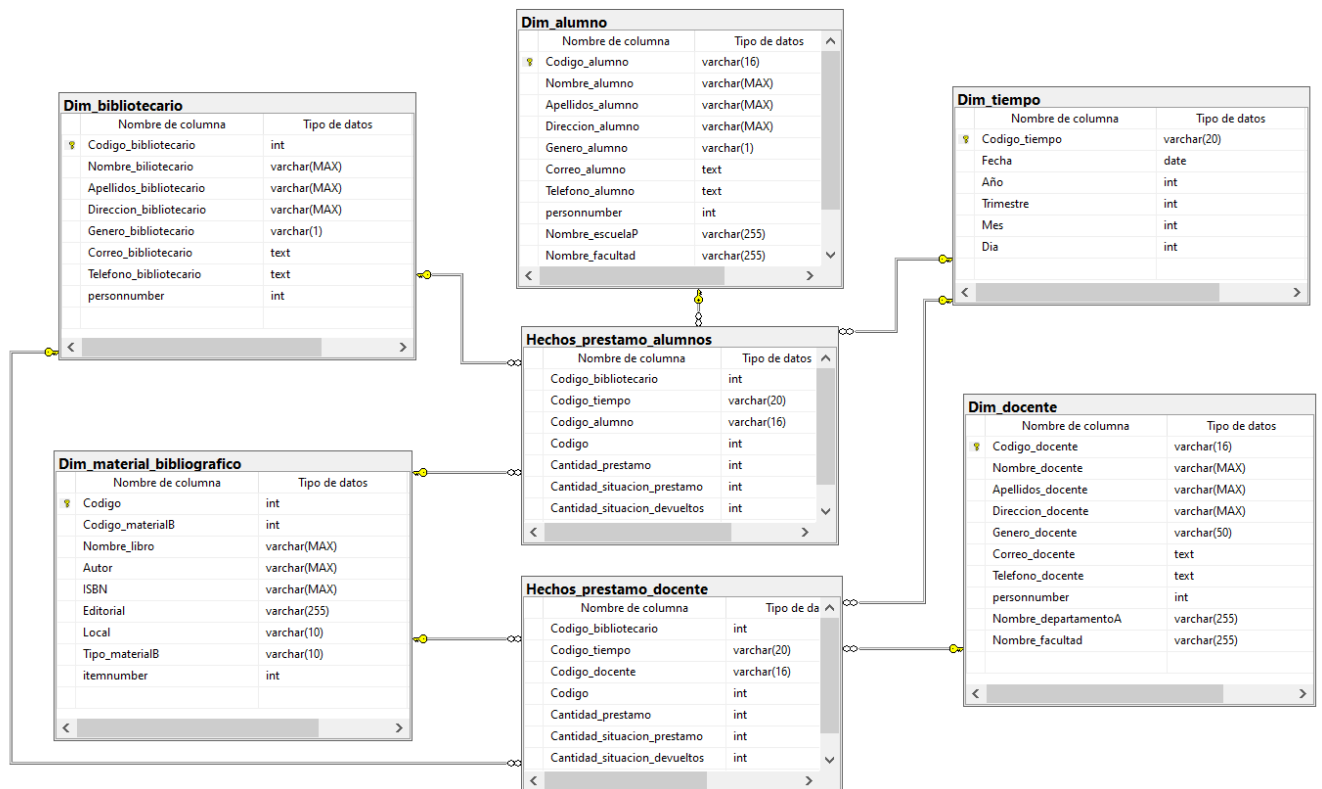 Dim_alumno
Nombre de columna Tipo de datos
Codigo_alumno varchar(16)
Nombre_alumno varchar(MAX)
Apellidos_alumno varchar(MAX)
Direccion_alumno varchar(MAX)
Genero_alumno varchar(1)
Correo_alumno text
Telefono_alumno text
personnumber int
Nombre_escuelaP varchar(255)
Nombre_facultad varchar(255)
Dim_bibliotecario
Nombre de columna Tipo de datos
Codigo_bibliotecario int
Nombre_biliotecario varchar(MAX)
Apellidos_bibliotecario varchar(MAX)
Direccion_bibliotecario varchar(MAX)
Genero_bibliotecario varchar(1)
Correo_bibliotecario text
Telefono_bibliotecario text
personnumber int
Dim_tiempo
Nombre de columna Tipo de datos
Codigo_tiempo varchar(20)
Fecha date
Año int
Trimestre int
Mes int
Dia int
Hechos_prestamo_alumnos
Nombre de columna Tipo de datos
Codigo_bibliotecario int
Codigo_tiempo varchar(20)
Codigo_alumno varchar(16)
Codigo int
Cantidad_prestamo int
Cantidad_situacion_prestamo int
Cantidad_situacion_devueltos int
Dim_docente
Nombre de columna Tipo de datos
Codigo_docente varchar(16)
Nombre_docente varchar(MAX)
Apellidos_docente varchar(MAX)
Direccion_docente varchar(MAX)
Genero_docente varchar(50)
Correo_docente text
Telefono_docente text
personnumber int
Nombre_departamentoA varchar(255)
Nombre_facultad varchar(255)
Dim_material_bibliografico
Nombre de columna Tipo de datos
Codigo int
Codigo_materialB int
Nombre_libro varchar(MAX)
Autor varchar(MAX)
ISBN varchar(MAX)
Editorial varchar(255)
Local varchar(10)
Tipo_materialB varchar(10)
itemnumber int
Hechos_prestamo_docente
Nombre de columna Tipo de da
Codigo_bibliotecario int
Codigo_tiempo varchar(20)
Codigo_docente varchar(16)
Codigo int
Cantidad_prestamo int
Cantidad_situacion_prestamo int
Cantidad_situacion_devueltos int